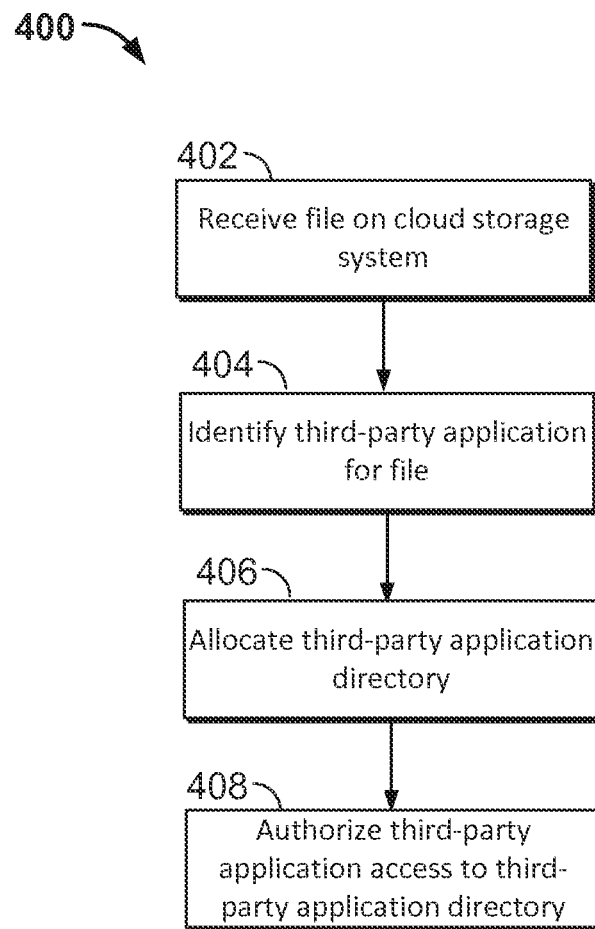 400
402
Receive file on cloud storage
system
404
Identify third-party application
for file
406
Allocate third-party application
directory
408
Authorize third-party
application access to third-
party application directory